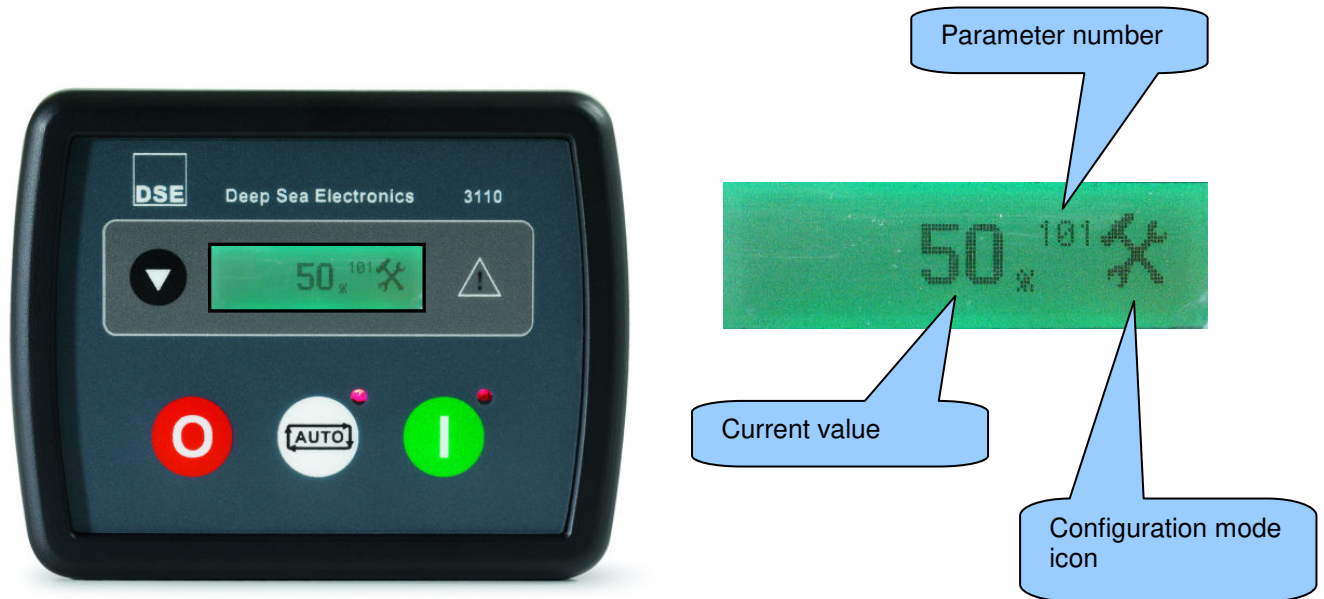 Parameter number
DSE Deep Sea Electronics 3110
50 % 101
50 % 101
O AUTO I
Current value
Configuration mode
icon